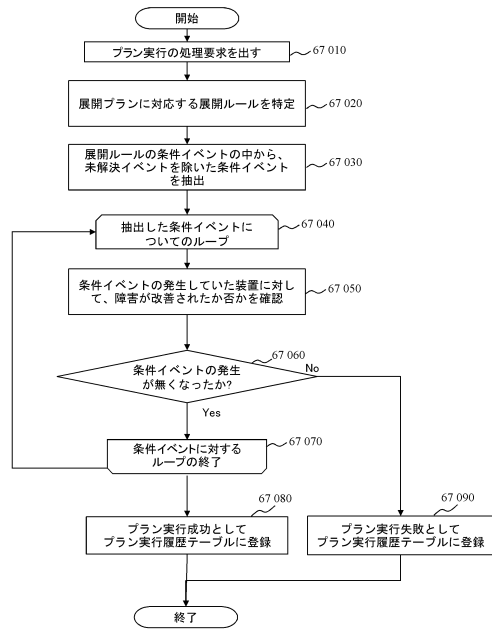 開始
プラン実行の処理要求を出す
67 010
展開プランに対応する展開ルールを特定
67 020
展開ルールの条件イベントの中から、
未解決イベントを除いた条件イベント
を抽出
67 030
抽出した条件イベントに
ついてのループ
67 040
条件イベントの発生していた装置に対し
て、障害が改善されたか否かを確認
67 050
67 060
条件イベントの発生
が無くなったか?
No
Yes
条件イベントに対する
ループの終了
67 070
67 080
プラン実行成功として
プラン実行履歴テーブルに登録
67 090
プラン実行失敗として
プラン実行履歴テーブルに登録
終了